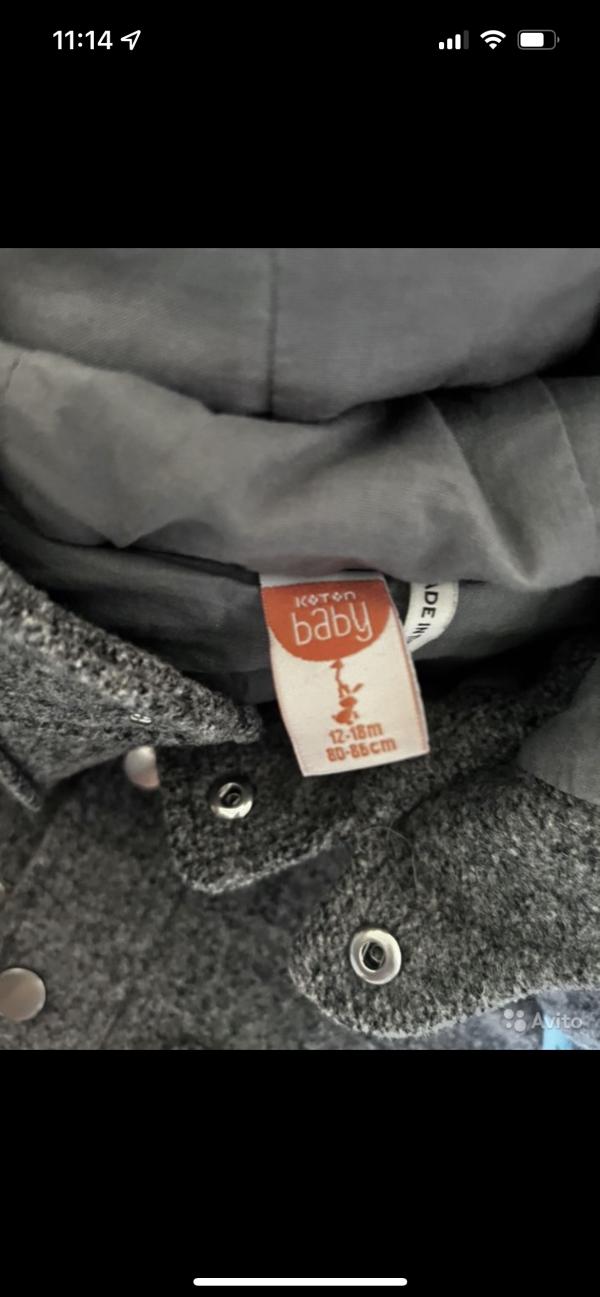 11:14
KOTON
baby
12-18m
80-86cm
ADE IN
Avito